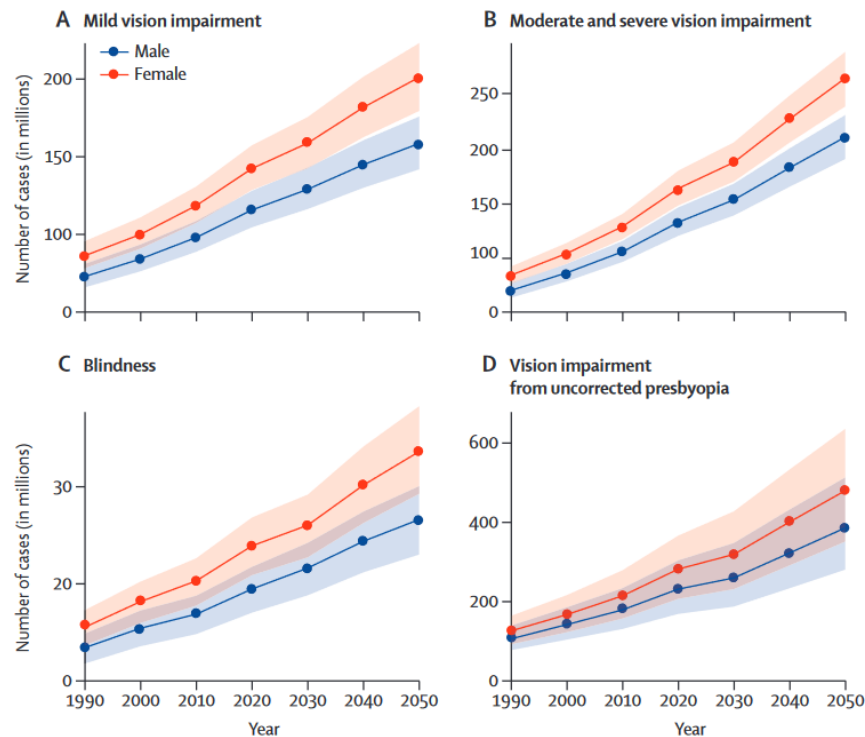 A Mild vision impairment
Male
Female
Number of cases (in millions)
200
150
100
0
1990 2000 2010 2020 2030 2040 2050
B Moderate and severe vision impairment
250
200
150
100
0
1990 2000 2010 2020 2030 2040 2050
C Blindness
Number of cases (in millions)
30
20
0
1990 2000 2010 2020 2030 2040 2050
Year
D Vision impairment
from uncorrected presbyopia
600
400
200
0
1990 2000 2010 2020 2030 2040 2050
Year